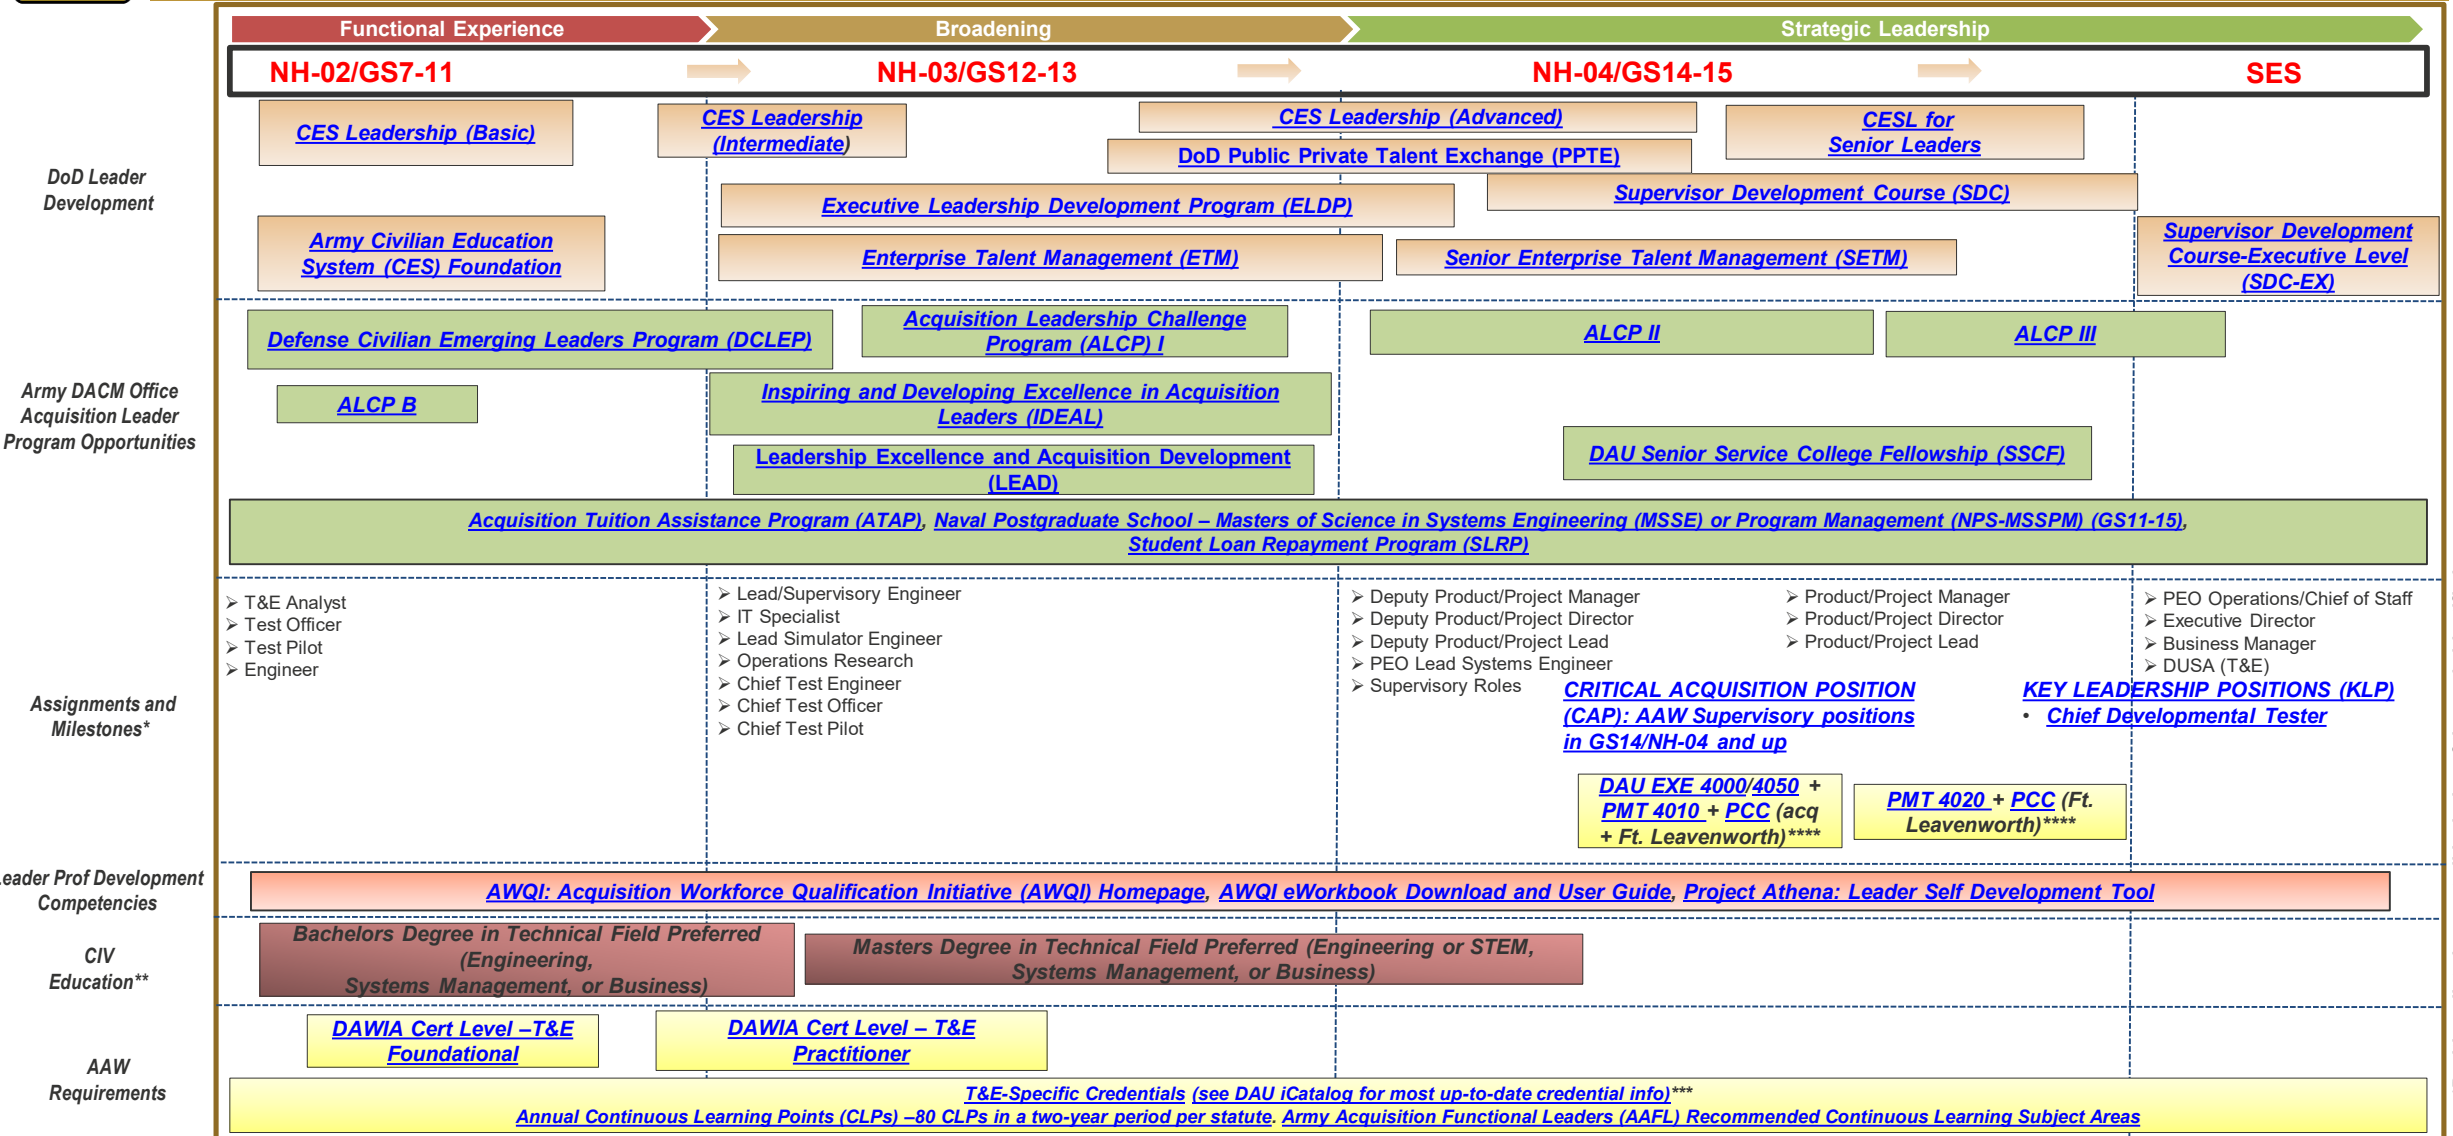 Functional Experience
Broadening
Strategic Leadership
NH-02/GS7-11
NH-03/GS12-13
NH-04/GS14-15
SES
DoD Leader
Development
CES Leadership (Basic)
CES Leadership
(Intermediate)
CES Leadership (Advanced)
CESL for
Senior Leaders
DoD Public Private Talent Exchange (PPTE)
Executive Leadership Development Program (ELDP)
Supervisor Development Course (SDC)
Army Civilian Education
System (CES) Foundation
Enterprise Talent Management (ETM)
Senior Enterprise Talent Management (SETM)
Supervisor Development
Course-Executive Level
(SDC-EX)
Army DACM Office
Acquisition Leader
Program Opportunities
Defense Civilian Emerging Leaders Program (DCLEP)
Acquisition Leadership Challenge
Program (ALCP) I
ALCP II
ALCP III
ALCP B
Inspiring and Developing Excellence in Acquisition
Leaders (IDEAL)
Leadership Excellence and Acquisition Development
(LEAD)
DAU Senior Service College Fellowship (SSCF)
Acquisition Tuition Assistance Program (ATAP), Naval Postgraduate School – Masters of Science in Systems Engineering (MSSE) or Program Management (NPS-MSSPM) (GS11-15),
Student Loan Repayment Program (SLRP)
Assignments and
Milestones*
➢ T&E Analyst
➢ Test Officer
➢ Test Pilot
➢ Engineer
➢ Lead/Supervisory Engineer
➢ IT Specialist
➢ Lead Simulator Engineer
➢ Operations Research
➢ Chief Test Engineer
➢ Chief Test Officer
➢ Chief Test Pilot
➢ Deputy Product/Project Manager
➢ Deputy Product/Project Director
➢ Deputy Product/Project Lead
➢ PEO Lead Systems Engineer
➢ Supervisory Roles
➢ Product/Project Manager
➢ Product/Project Director
➢ Product/Project Lead
➢ PEO Operations/Chief of Staff
➢ Executive Director
➢ Business Manager
➢ DUSA (T&E)
CRITICAL ACQUISITION POSITION
(CAP): AAW Supervisory positions
in GS14/NH-04 and up
KEY LEADERSHIP POSITIONS (KLP)
• Chief Developmental Tester
DAU EXE 4000/4050 +
PMT 4010 + PCC (acq
+ Ft. Leavenworth)****
PMT 4020 + PCC (Ft.
Leavenworth)****
Leader Prof Development
Competencies
AWQI: Acquisition Workforce Qualification Initiative (AWQI) Homepage, AWQI eWorkbook Download and User Guide, Project Athena: Leader Self Development Tool
CIV
Education**
Bachelors Degree in Technical Field Preferred
(Engineering,
Systems Management, or Business)
Masters Degree in Technical Field Preferred (Engineering or STEM,
Systems Management, or Business)
AAW
Requirements
DAWIA Cert Level –T&E
Foundational
DAWIA Cert Level – T&E
Practitioner
T&E-Specific Credentials (see DAU iCatalog for most up-to-date credential info)***
Annual Continuous Learning Points (CLPs) –80 CLPs in a two-year period per statute. Army Acquisition Functional Leaders (AAFL) Recommended Continuous Learning Subject Areas